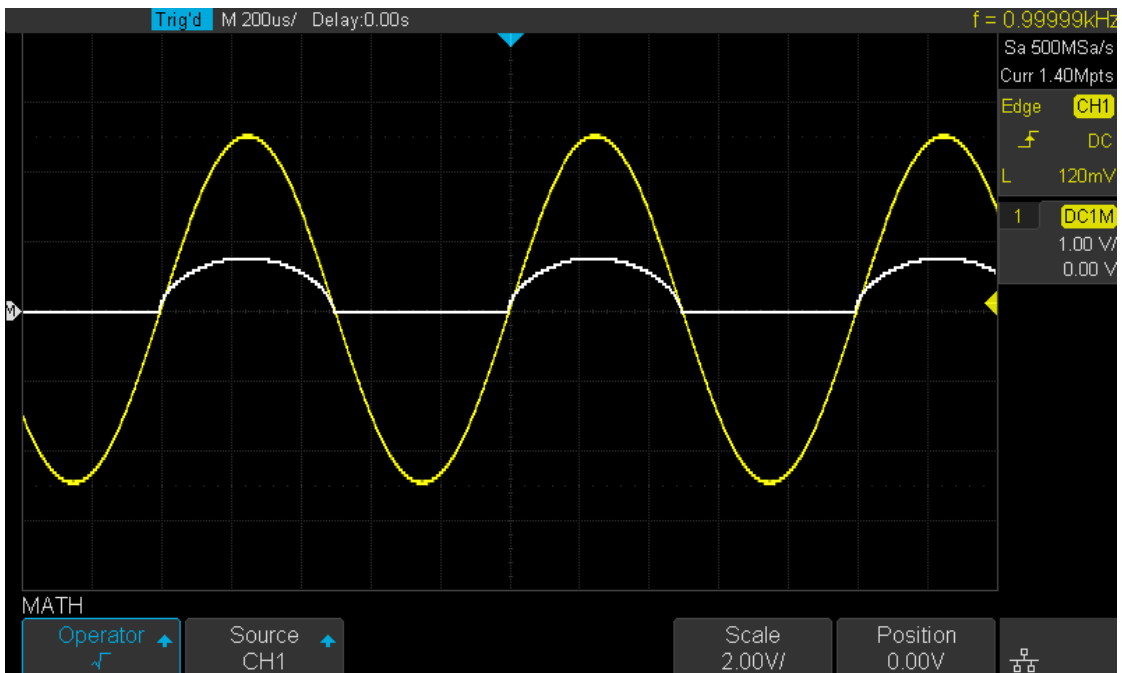 Trig'd M 200us/ Delay:0.00s f = 0.99999kHz
Sa 500MSa/s
Curr 1.40Mpts
Edge CH1
DC
L 120mV
1 DC1M
1.00 V/
0.00 V
M
MATH
Operator Source Scale Position
√ CH1 2.00V/ 0.00V